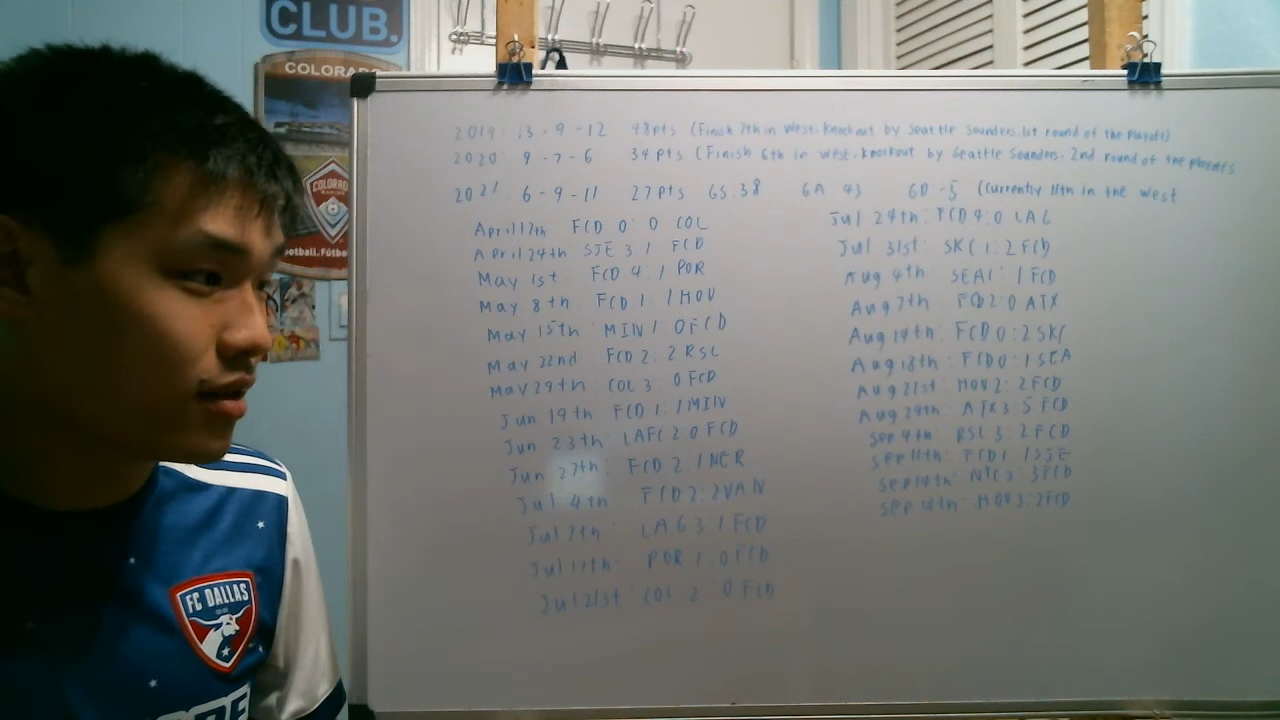 CLUB.
COLORADO
COLORADO
6
ootball.Fútbo
2019: 13-9-12 48pts (Finish 7th in West. Knockout by Seattle Sounders. 1st round of the playoffs)
2020: 9-7-6 34pts (Finish 6th in West. Knockout by Seattle Sounders. 2nd round of the playoffs
2021: 6-9-11 27pts GS.38 GA 43 GD -5 (Currently 11th in the West
April 17th FCD 0:0 COL
April 24th SJE 3:1 FCD
May 1st FCD 4:1 POR
May 8th FCD 1:1 HOU
May 15th MIN 1:0 FCD
May 22nd FCD 2:2 RSL
May 29th COL 3:0 FCD
Jun 19th FCD 1:1 MIN
Jun 23th LAFC 2:0 FCD
Jun 27th FCD 2:1 NER
Jul 4th FCD 2:2 VAN
Jul 7th LAG 3:1 FCD
Jul 17th POR 1:0 FCD
Jul 21st COL 2:0 FCD
Jul 24th: FCD 4:0 LAG
Jul 31st: SKC 1:2 FCD
Aug 4th: SEA 1:1 FCD
Aug 7th: FCD 2:0 ATX
Aug 14th: FCD 0:2 SKC
Aug 18th: FCD 0:1 SEA
Aug 21st: HOU 2:2 FCD
Aug 29th: ATX 3:5 FCD
Sep 4th: RSL 3:2 FCD
Sep 11th: FCD 1:1 SJE
Sep 14th: NYC 3:3 FCD
Sep 18th: HOU 3:2 FCD
FC DALLAS